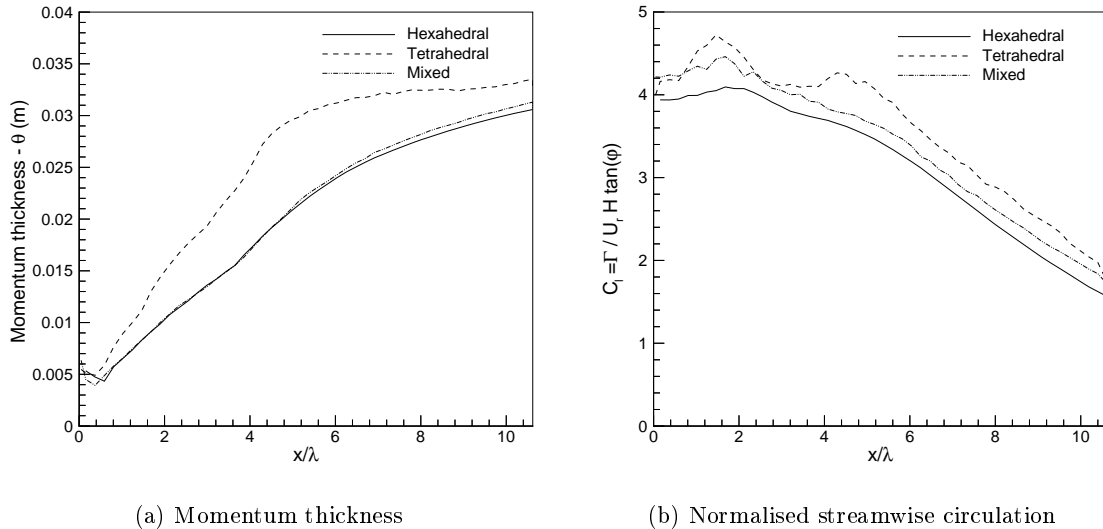 0.04
0.035
0.03
0.025
0.02
0.015
0.01
0.005
0
Momentum thickness - θ (m)
Hexahedral
Tetrahedral
Mixed
0 2 4 6 8 10
x/λ
(a) Momentum thickness
5
4
3
2
1
0
C_l =Γ / U_r H tan(φ)
Hexahedral
Tetrahedral
Mixed
0 2 4 6 8 10
x/λ
(b) Normalised streamwise circulation